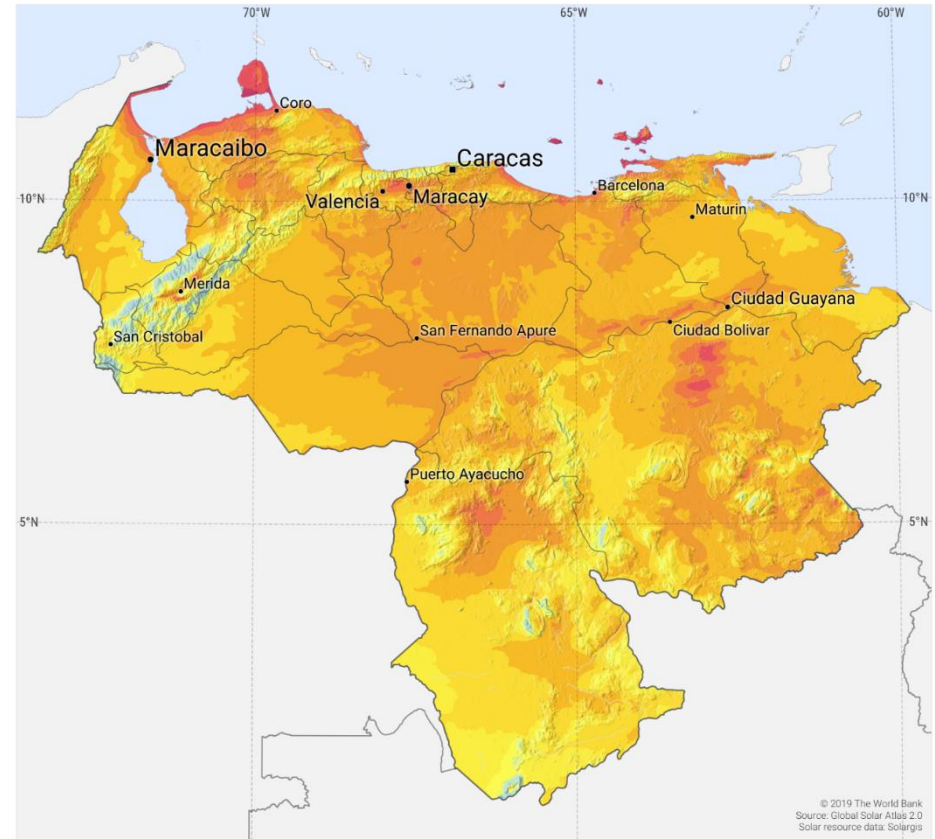 70°W
65°W
60°W
Coro
Maracaibo
Caracas
10°N
Valencia
Maracay
Barcelona
10°N
Maturin
Merida
Ciudad Guayana
San Cristobal
San Fernando Apure
Ciudad Bolivar
Puerto Ayacucho
5°N
5°N
© 2019 The World Bank
Source: Global Solar Atlas 2.0
Solar resource data: Solargis